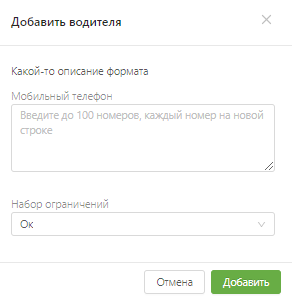 Добавить водителя
Какой-то описание формата
Мобильный телефон
Введите до 100 номеров, каждый номер на новой
строке
Набор ограничений
Ок
Отмена
Добавить